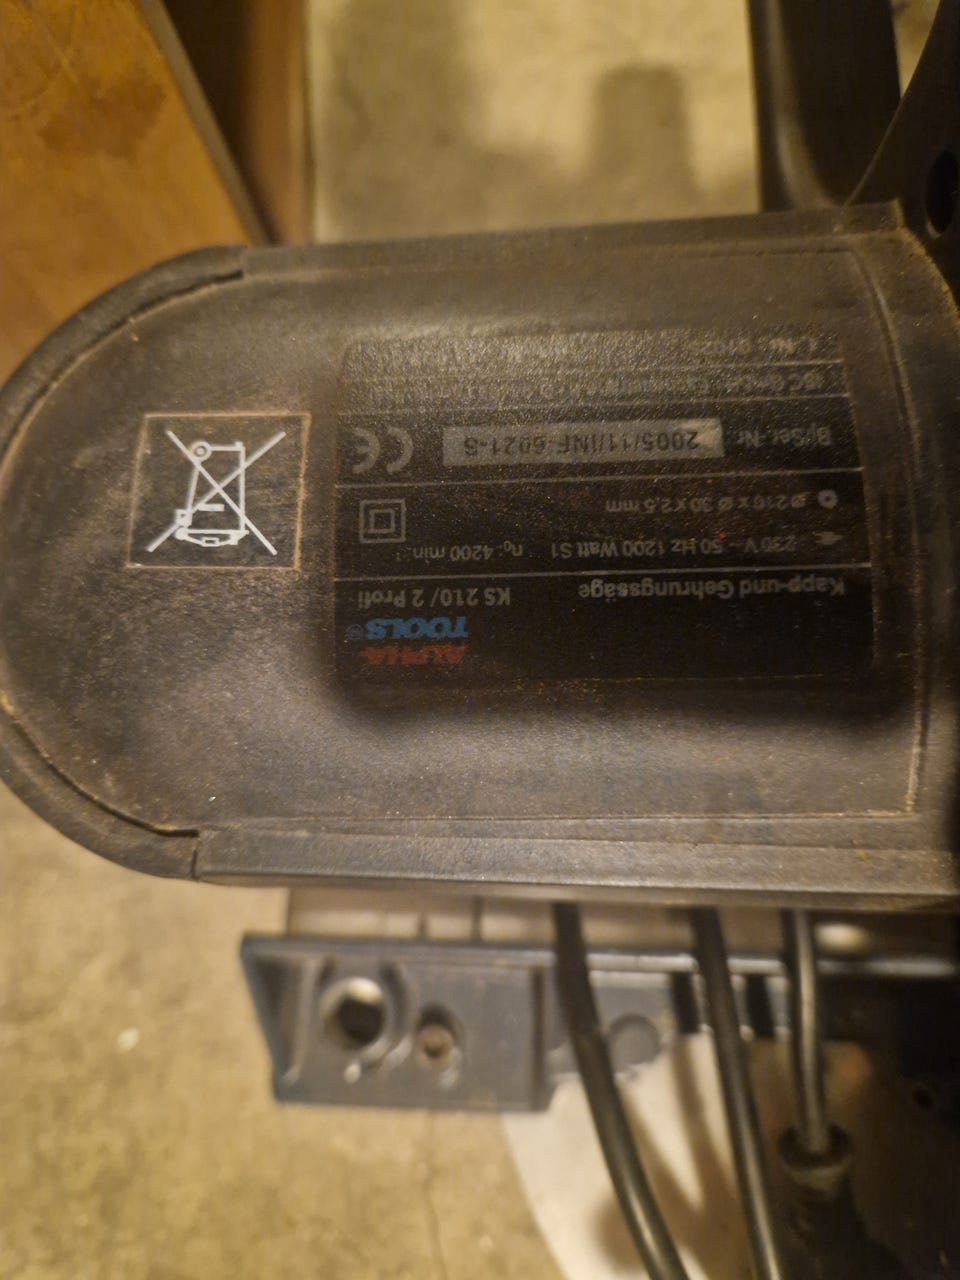 ALPHA
TOOLS®
Kapp-und Gehrungssäge KS 210/2 Profi
230 V ~ 50 Hz 1200 Watt S1 n₀: 4200 min⁻¹
ø 210 x ø 30 x 2,5 mm
Bj/Ser.-Nr 2005/11/INF-6021-S CE